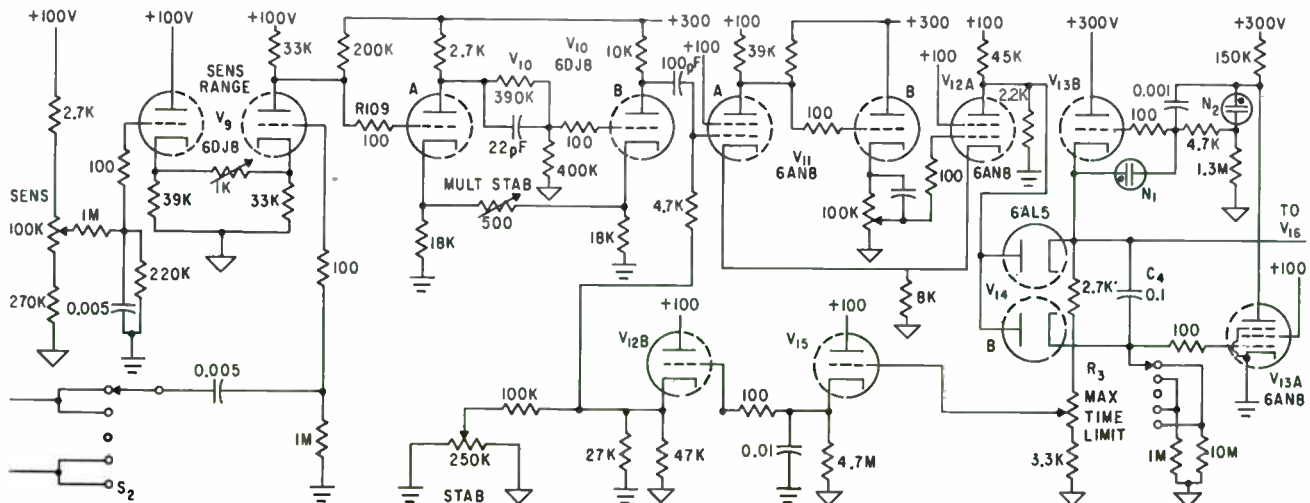 +100V
+100V
+100V
+300
+100
+300
+100
+300V
+300V
33K
200K
2.7K
V10
V10
6DJ8
10K
100pF
+100
39K
+100
V12A
45K
V13B
150K
SENS
RANGE
2.7K
V9
6DJ8
A
390K
B
A
B
2.2K
0.001
N2
R109
100
100
22pF
100
400K
V11
6AN8
100
100
6AN8
100
4.7K
1.3M
N1
1K
39K
33K
MULT STAB
500
4.7K
100K
6AL5
TO
V16
SENS
100K
1M
18K
18K
220K
270K
0.005
100
8K
V14
B
2.7K
C4
0.1
+100
100
+100
+100
V12B
V15
V13A
6AN8
R3
MAX
TIME
LIMIT
0.005
100K
100
1M
250K
STAB
27K
47K
0.01
4.7M
3.3K
1M
10M
S2